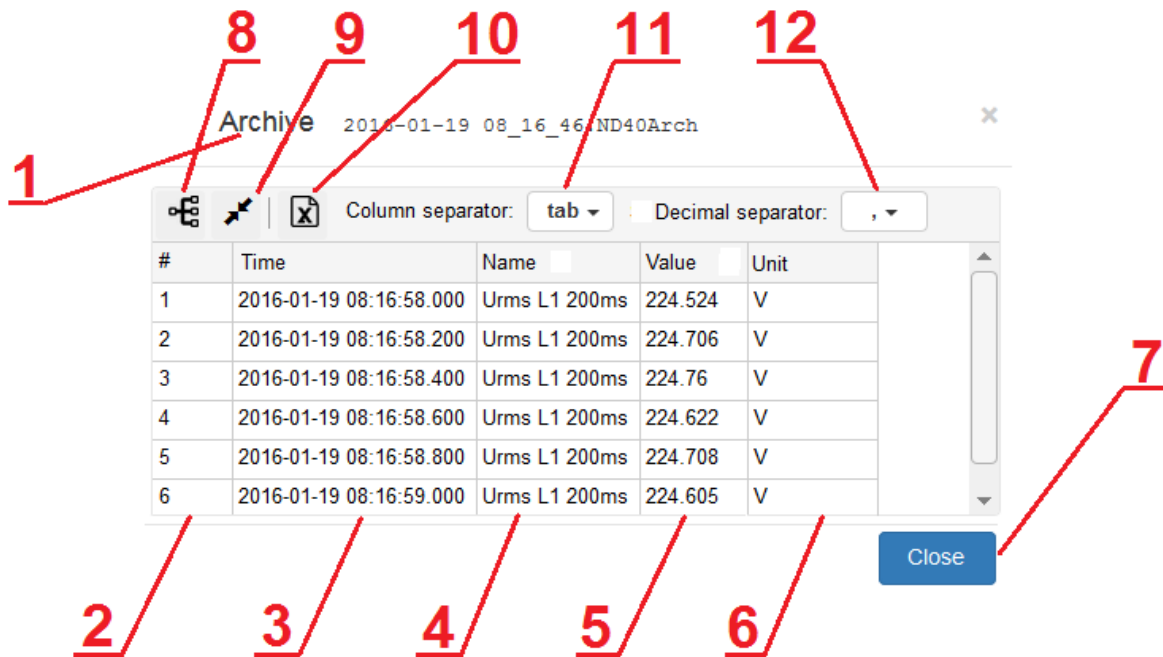 8 9 10 11 12
Archive 2016-01-19 08_16_46.ND40Arch ×
1
Column separator: tab Decimal separator: ,
# Time Name Value Unit
1 2016-01-19 08:16:58.000 Urms L1 200ms 224.524 V
2 2016-01-19 08:16:58.200 Urms L1 200ms 224.706 V
3 2016-01-19 08:16:58.400 Urms L1 200ms 224.76 V
7
4 2016-01-19 08:16:58.600 Urms L1 200ms 224.622 V
5 2016-01-19 08:16:58.800 Urms L1 200ms 224.708 V
6 2016-01-19 08:16:59.000 Urms L1 200ms 224.605 V
Close
2 3 4 5 6